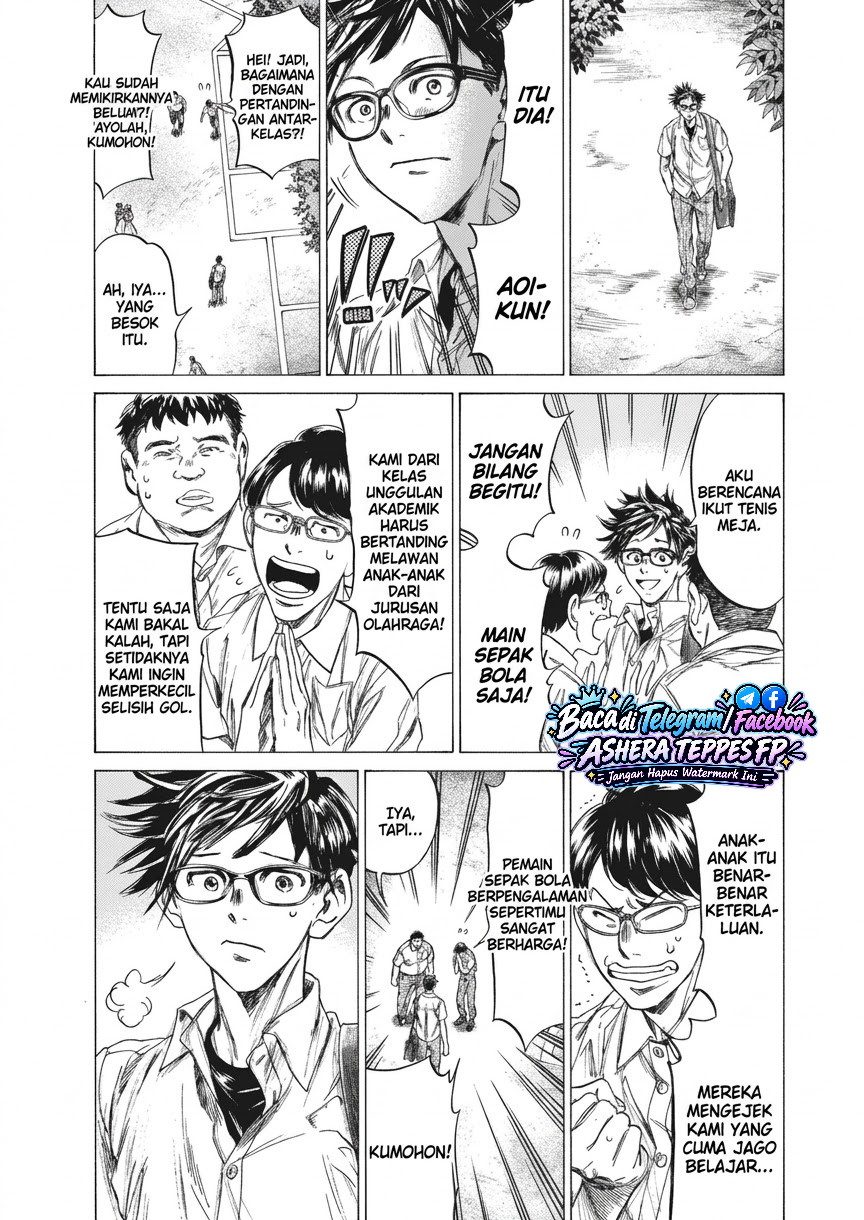 ITU
DIA!
AOI-
KUN!
HEI! JADI,
BAGAIMANA
DENGAN
PERTANDIN-
GAN ANTAR-
KELAS?!
KAU SUDAH
MEMIKIRKANNYA
BELUM?!
AYOLAH,
KUMOHON!
AH, IYA...
YANG
BESOK
ITU.
AKU
BERENCANA
IKUT TENIS
MEJA.
JANGAN
BILANG
BEGITU!
MAIN
SEPAK
BOLA
SAJA!
KAMI DARI
KELAS
UNGGULAN
AKADEMIK
HARUS
BERTANDING
MELAWAN
ANAK-ANAK
DARI
JURUSAN
OLAHRAGA!
TENTU SAJA
KAMI BAKAL
KALAH, TAPI
SETIDAKNYA
KAMI INGIN
MEMPERKECIL
SELISIH GOL.
Baca di Telegram/Facebook
ASHERA TEPPES FP
Jangan Hapus Watermark Ini
ANAK-
ANAK ITU
BENAR-
BENAR
KETERLA-
LUAN.
MEREKA
MENGEJEK
KAMI YANG
CUMA JAGO
BELAJAR...
IYA,
TAPI...
PEMAIN
SEPAK BOLA
BERPENGALAMAN
SEPERTIMU
SANGAT
BERHARGA!
KUMOHON!